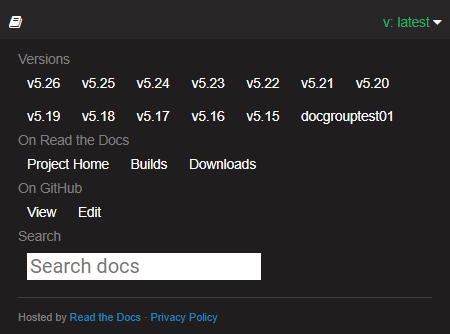 v: latest
Versions
v5.26 v5.25 v5.24 v5.23 v5.22 v5.21 v5.20
v5.19 v5.18 v5.17 v5.16 v5.15 docgrouptest01
On Read the Docs
Project Home Builds Downloads
On GitHub
View Edit
Search
Search docs
Hosted by Read the Docs · Privacy Policy